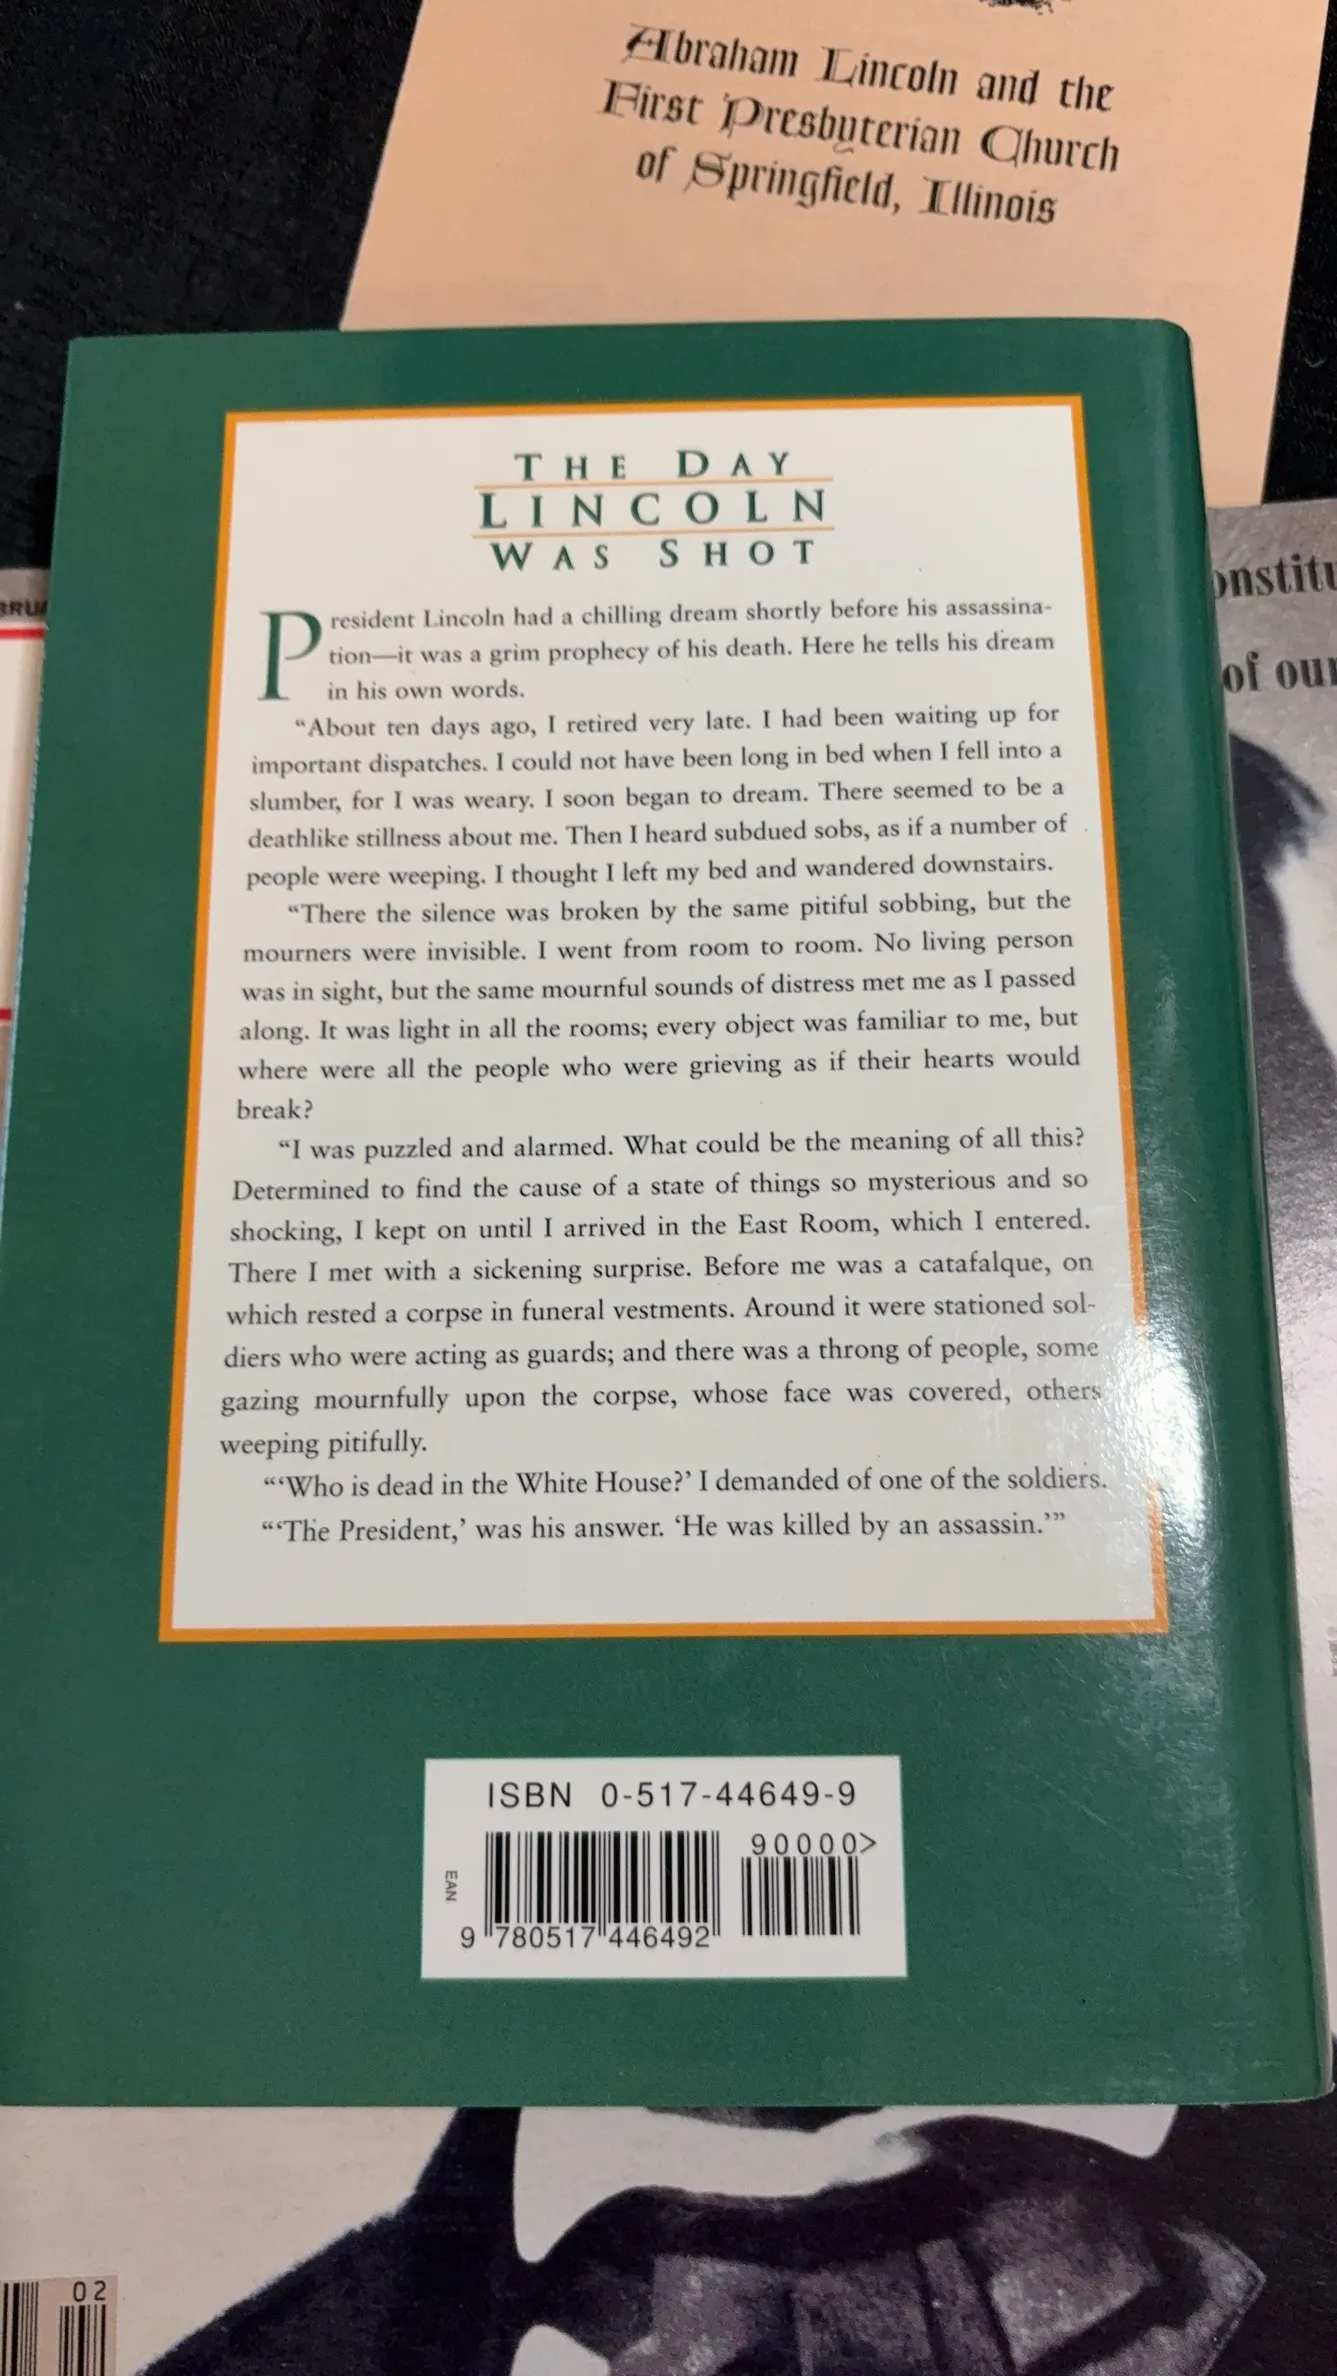 Abraham Lincoln and the
First Presbyterian Church
of Springfield, Illinois
THE DAY
LINCOLN
WAS SHOT
President Lincoln had a chilling dream shortly before his assassina-
tion—it was a grim prophecy of his death. Here he tells his dream
in his own words.
“About ten days ago, I retired very late. I had been waiting up for
important dispatches. I could not have been long in bed when I fell into a
slumber, for I was weary. I soon began to dream. There seemed to be a
deathlike stillness about me. Then I heard subdued sobs, as if a number of
people were weeping. I thought I left my bed and wandered downstairs.
“There the silence was broken by the same pitiful sobbing, but the
mourners were invisible. I went from room to room. No living person
was in sight, but the same mournful sounds of distress met me as I passed
along. It was light in all the rooms; every object was familiar to me, but
where were all the people who were grieving as if their hearts would
break?
“I was puzzled and alarmed. What could be the meaning of all this?
Determined to find the cause of a state of things so mysterious and so
shocking, I kept on until I arrived in the East Room, which I entered.
There I met with a sickening surprise. Before me was a catafalque, on
which rested a corpse in funeral vestments. Around it were stationed sol-
diers who were acting as guards; and there was a throng of people, some
gazing mournfully upon the corpse, whose face was covered, others
weeping pitifully.
“‘Who is dead in the White House?’ I demanded of one of the soldiers.
“‘The President,’ was his answer. ‘He was killed by an assassin.’”
ISBN 0-517-44649-9
90000>
EAN
9 780517 446492
onstitu
of our
BRUA
02